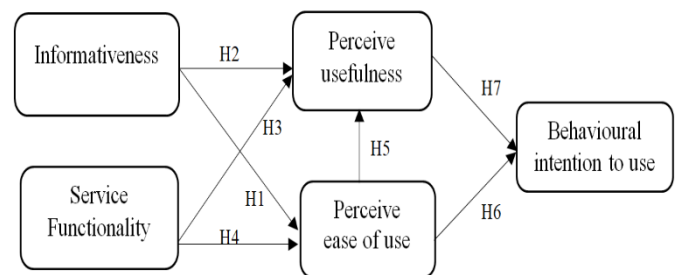 Informativeness
H2
Perceive
usefulness
H7
H3
Behavioural
intention to use
H5
Service
Functionality
H1
H4
Perceive
ease of use
H6